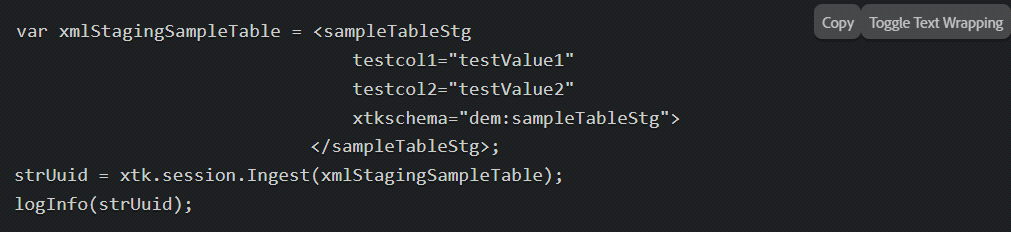 Copy Toggle Text Wrapping
var xmlStagingSampleTable = <sampleTableStg
testcol1="testValue1"
testcol2="testValue2"
xtkschema="dem:sampleTableStg">
</sampleTableStg>;
strUuid = xtk.session.Ingest(xmlStagingSampleTable);
logInfo(strUuid);